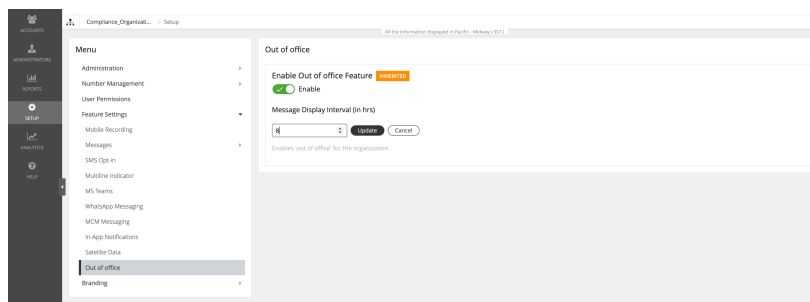 ACCOUNTS
ADMINISTRATORS
REPORTS
SETUP
ANALYTICS
HELP
Compliance_Organizati... > Setup
All the information displayed in Pacific - Midway ( SST )
Menu
Administration
Number Management
User Permissions
Feature Settings
Mobile Recording
Messages
SMS Opt-in
Multiline Indicator
MS Teams
WhatsApp Messaging
MCM Messaging
In-App Notifications
Satellite Data
Out of office
Branding
Out of office
Enable Out of office Feature INHERITED
Enable
Message Display Interval (in hrs)
8 Update Cancel
Enables 'out of office' for the organization.